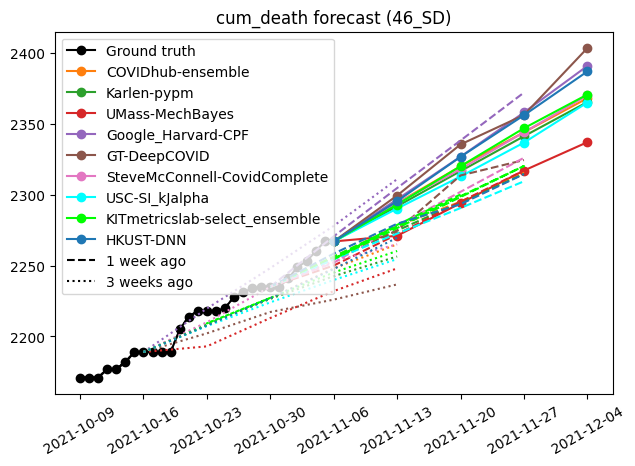 cum_death forecast (46_SD)
2400
2350
2300
2250
2200
Ground truth
COVIDhub-ensemble
Karlen-pypm
UMass-MechBayes
Google_Harvard-CPF
GT-DeepCOVID
SteveMcConnell-CovidComplete
USC-SI_kJalpha
KITmetricslab-select_ensemble
HKUST-DNN
1 week ago
3 weeks ago
2021-10-09
2021-10-16
2021-10-23
2021-10-30
2021-11-06
2021-11-13
2021-11-20
2021-11-27
2021-12-04